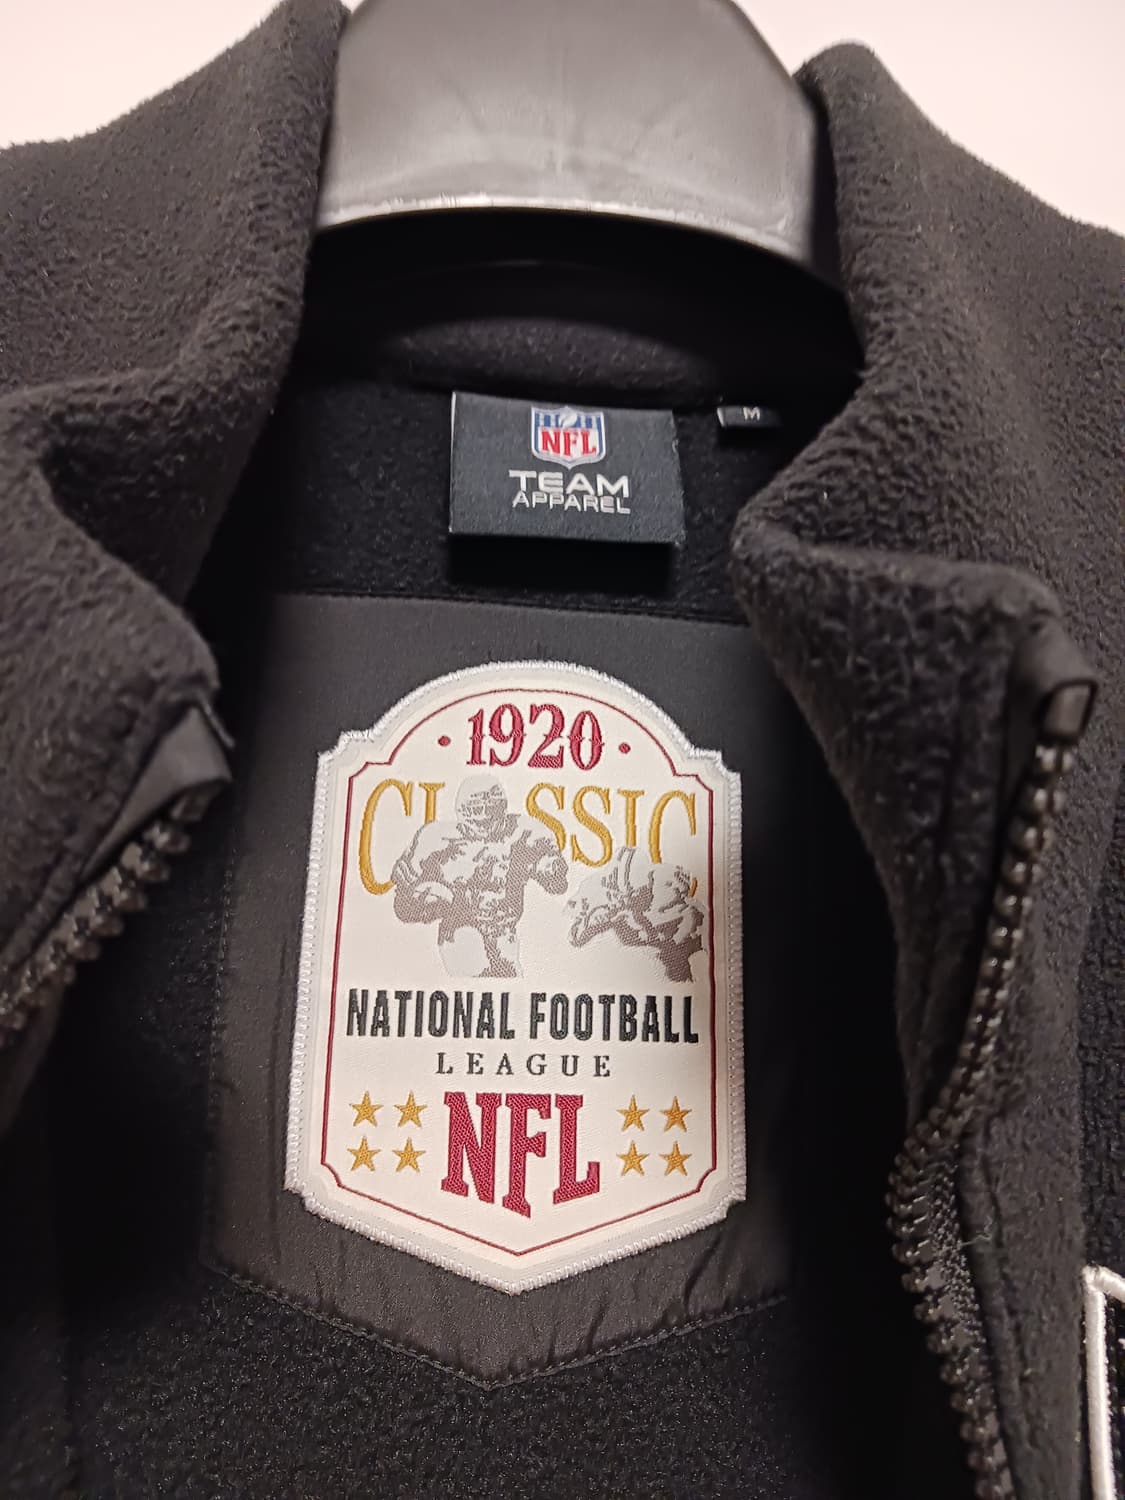 NFL
TEAM
APPAREL
M
· 1920 ·
CLASSIC
NATIONAL FOOTBALL
LEAGUE
NFL